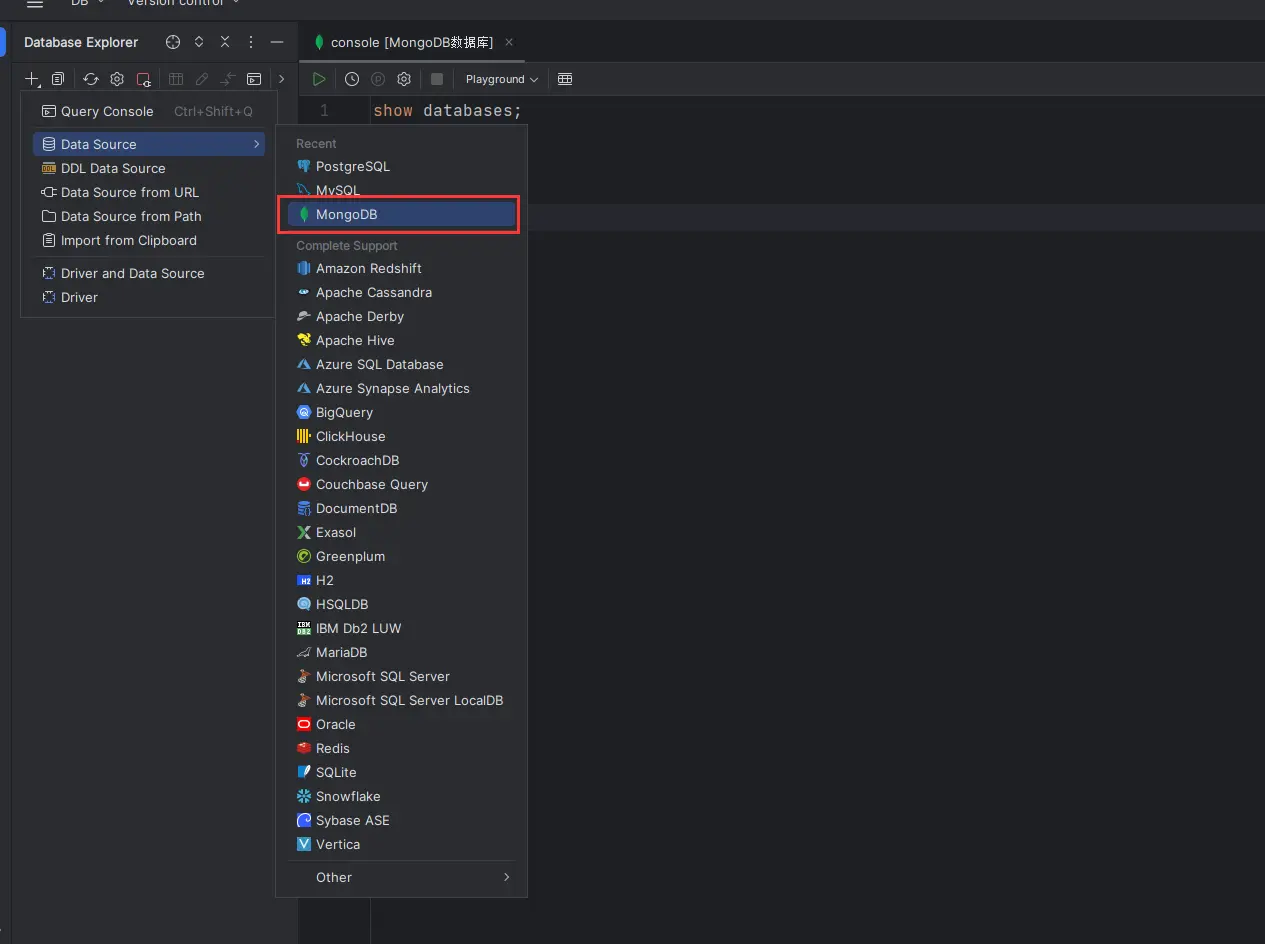 DB Version control
Database Explorer
console [MongoDB数据库]
Playground
Query Console Ctrl+Shift+Q
1 show databases;
Data Source
DDL Data Source
Data Source from URL
Data Source from Path
Import from Clipboard
Driver and Data Source
Driver
Recent
PostgreSQL
MySQL
MongoDB
Complete Support
Amazon Redshift
Apache Cassandra
Apache Derby
Apache Hive
Azure SQL Database
Azure Synapse Analytics
BigQuery
ClickHouse
CockroachDB
Couchbase Query
DocumentDB
Exasol
Greenplum
H2
HSQLDB
IBM Db2 LUW
MariaDB
Microsoft SQL Server
Microsoft SQL Server LocalDB
Oracle
Redis
SQLite
Snowflake
Sybase ASE
Vertica
Other